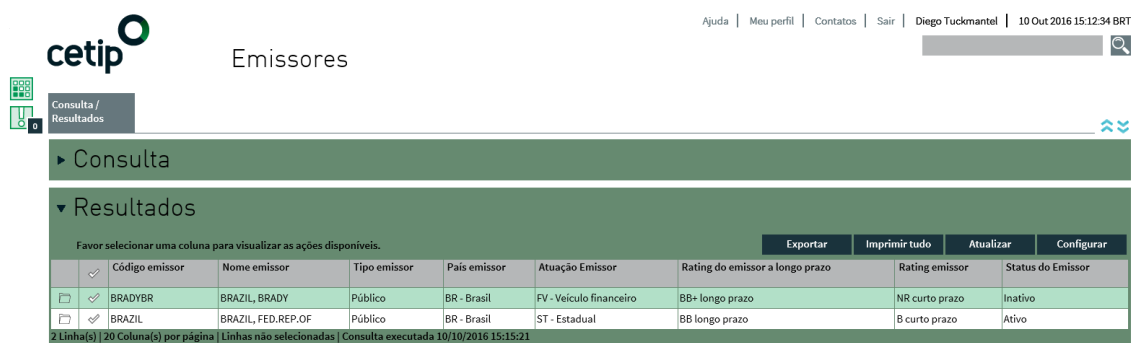 Ajuda | Meu perfil | Contatos | Sair | Diego Tuckmantel | 10 Out 2016 15:12:34 BRT
cetip
Emissores
Consulta /
Resultados
0
Consulta
Resultados
Favor selecionar uma coluna para visualizar as ações disponíveis. Exportar Imprimir tudo Atualizar Configurar
Código emissor Nome emissor Tipo emissor País emissor Atuação Emissor Rating do emissor a longo prazo Rating emissor Status do Emissor
BRADYBR BRAZIL, BRADY Público BR - Brasil FV - Veículo financeiro BB+ longo prazo NR curto prazo Inativo
BRAZIL BRAZIL, FED.REP.OF Público BR - Brasil ST - Estadual BB longo prazo B curto prazo Ativo
2 Linha(s) | 20 Coluna(s) por página | Linhas não selecionadas | Consulta executada 10/10/2016 15:15:21